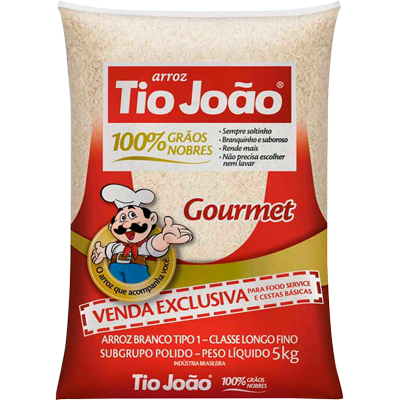 arroz
Tio João®
100% GRÃOS NOBRES
• Sempre soltinho
• Branquinho e saboroso
• Rende mais
• Não precisa escolher
nem lavar
Gourmet
O arroz que acompanha você.
VENDA EXCLUSIVA PARA FOOD SERVICE E CESTAS BÁSICAS
ARROZ BRANCO TIPO 1 – CLASSE LONGO FINO
SUBGRUPO POLIDO – PESO LÍQUIDO 5kg
INDÚSTRIA BRASILEIRA
Tio João 100% GRÃOS NOBRES